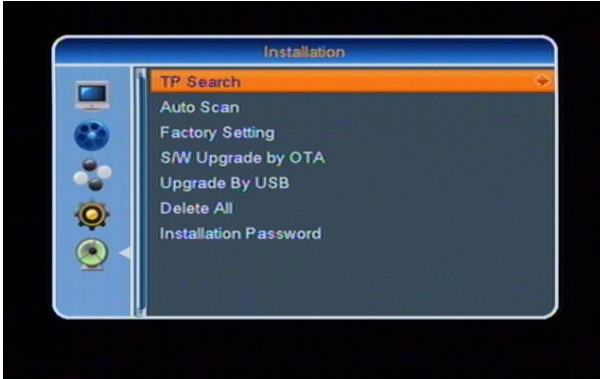 Installation
TP Search
Auto Scan
Factory Setting
S/W Upgrade by OTA
Upgrade By USB
Delete All
Installation Password